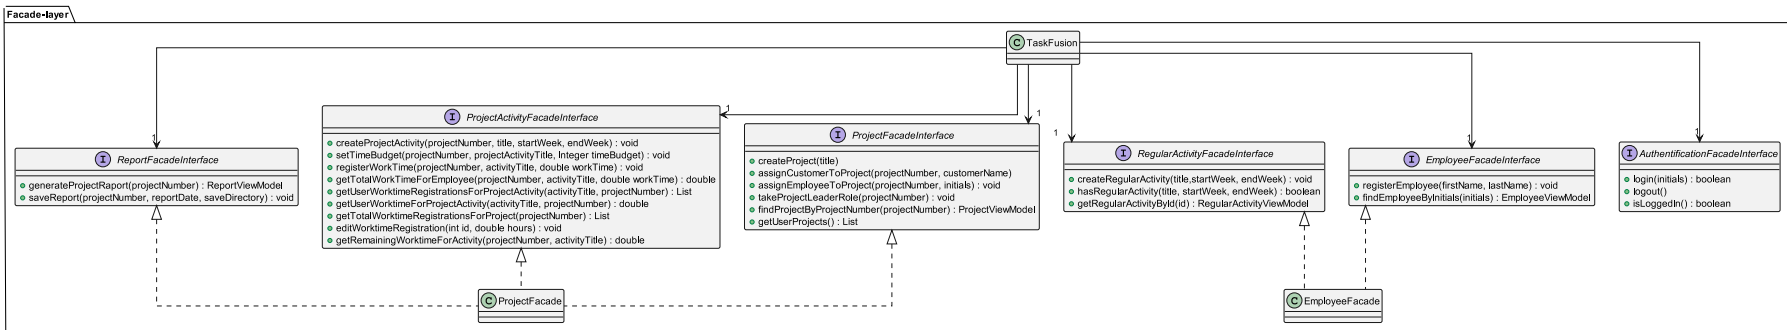 Facade-layer
C TaskFusion
1
1
1
1
1
1
I ReportFacadeInterface
generateProjectRaport(projectNumber) : ReportViewModel
saveReport(projectNumber, reportDate, saveDirectory) : void
I ProjectActivityFacadeInterface
createProjectActivity(projectNumber, title, startWeek, endWeek) : void
setTimeBudget(projectNumber, projectActivityTitle, Integer timeBudget) : void
registerWorkTime(projectNumber, activityTitle, double workTime) : void
getTotalWorkTimeForEmployee(projectNumber, activityTitle, double workTime) : double
getUserWorktimeRegistrationsForProjectActivity(activityTitle, projectNumber) : List
getUserWorktimeForProjectActivity(activityTitle, projectNumber) : double
getTotalWorktimeRegistrationsForProject(projectNumber) : List
editWorktimeRegistration(int id, double hours) : void
getRemainingWorktimeForActivity(projectNumber, activityTitle) : double
I ProjectFacadeInterface
createProject(title)
assignCustomerToProject(projectNumber, customerName)
assignEmployeeToProject(projectNumber, initials) : void
takeProjectLeaderRole(projectNumber) : void
findProjectByProjectNumber(projectNumber) : ProjectViewModel
getUserProjects() : List
I RegularActivityFacadeInterface
createRegularActivity(title,startWeek, endWeek) : void
hasRegularActivity(title, startWeek, endWeek) : boolean
getRegularActivityById(id) : RegularActivityViewModel
I EmployeeFacadeInterface
registerEmployee(firstName, lastName) : void
findEmployeeByInitials(initials) : EmployeeViewModel
I AuthentificationFacadeInterface
login(initials) : boolean
logout()
isLoggedIn() : boolean
C ProjectFacade
C EmployeeFacade